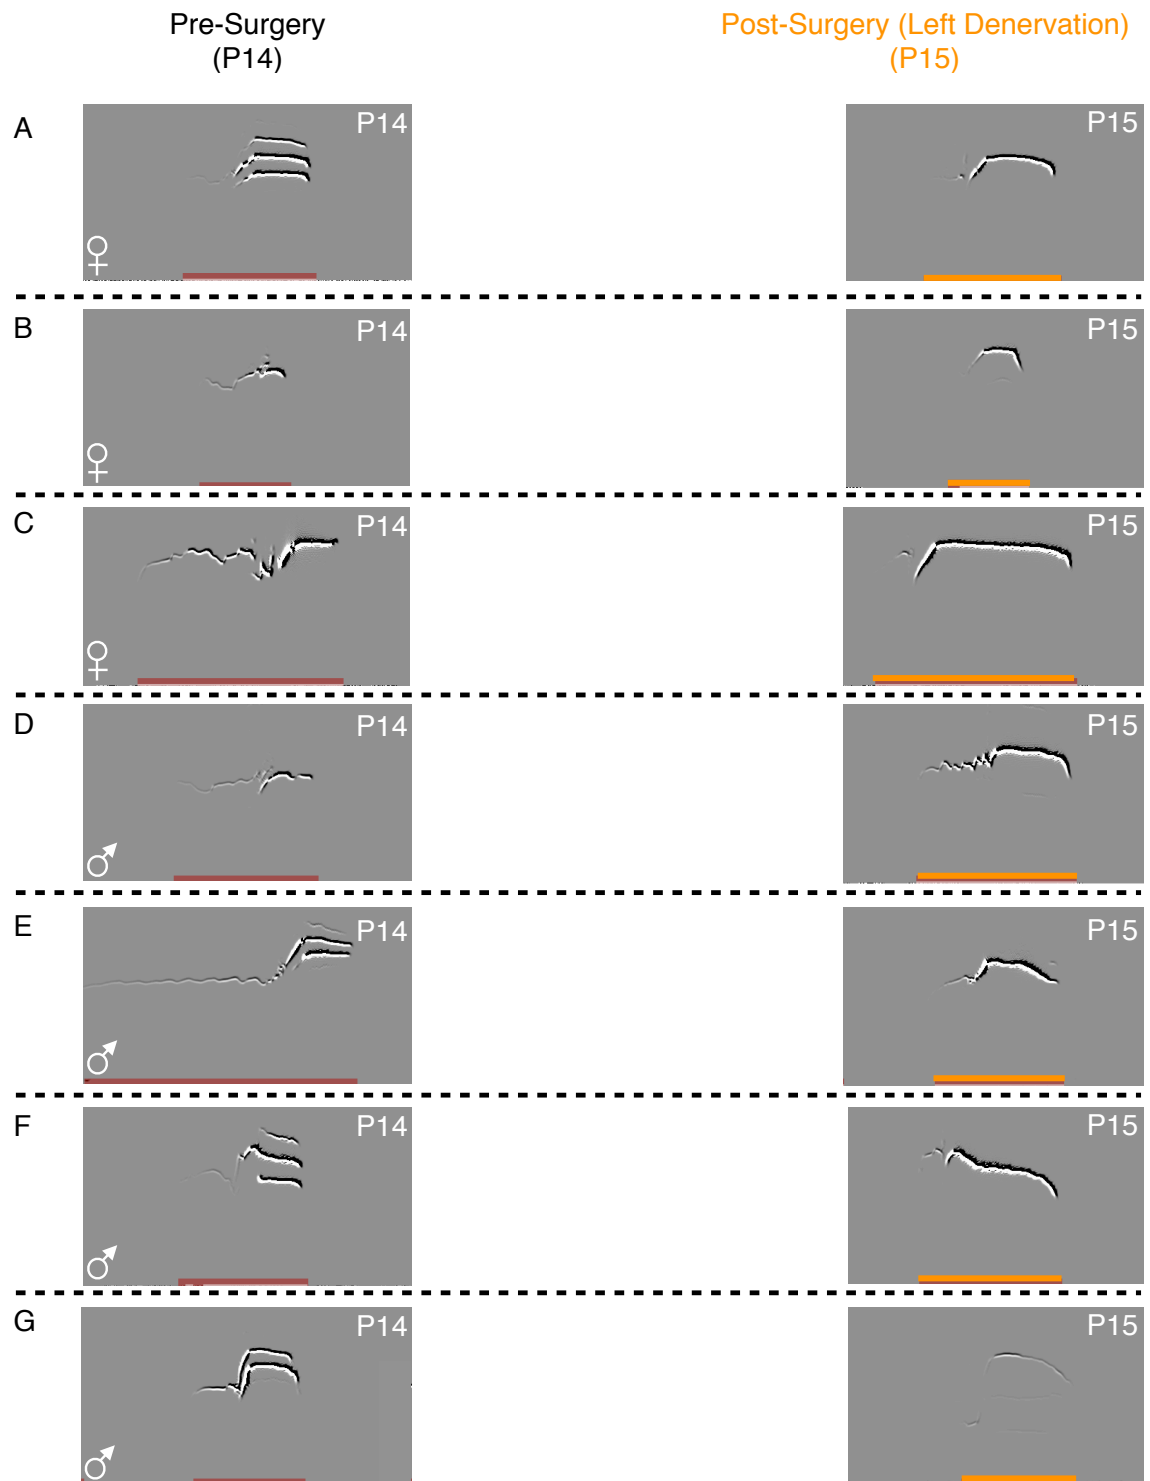 Pre-Surgery
(P14)
Post-Surgery (Left Denervation)
(P15)
A
P14
P15
♀
B
P14
P15
♀
C
P14
P15
♀
D
P14
P15
♂
E
P14
P15
♂
F
P14
P15
♂
G
P14
P15
♂